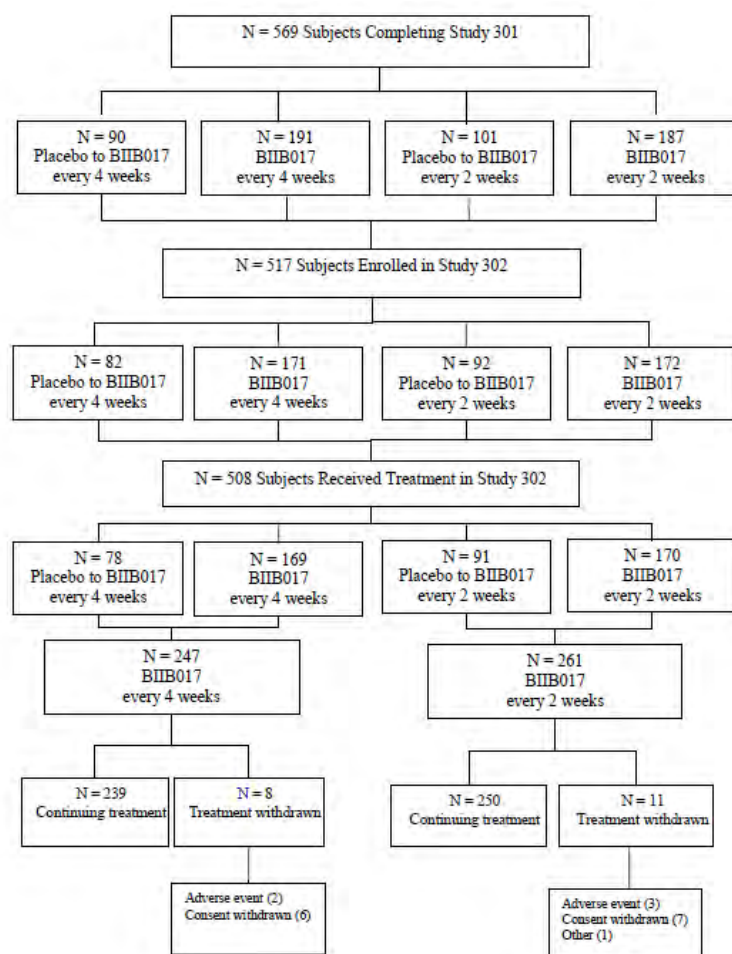 N = 569 Subjects Completing Study 301
N = 90
Placebo to BIIB017
every 4 weeks
N = 191
BIIB017
every 4 weeks
N = 101
Placebo to BIIB017
every 2 weeks
N = 187
BIIB017
every 2 weeks
N = 517 Subjects Enrolled in Study 302
N = 82
Placebo to BIIB017
every 4 weeks
N = 171
BIIB017
every 4 weeks
N = 92
Placebo to BIIB017
every 2 weeks
N = 172
BIIB017
every 2 weeks
N = 508 Subjects Received Treatment in Study 302
N = 78
Placebo to BIIB017
every 4 weeks
N = 169
BIIB017
every 4 weeks
N = 91
Placebo to BIIB017
every 2 weeks
N = 170
BIIB017
every 2 weeks
N = 247
BIIB017
every 4 weeks
N = 261
BIIB017
every 2 weeks
N = 239
Continuing treatment
N = 8
Treatment withdrawn
N = 250
Continuing treatment
N = 11
Treatment withdrawn
Adverse event (2)
Consent withdrawn (6)
Adverse event (3)
Consent withdrawn (7)
Other (1)